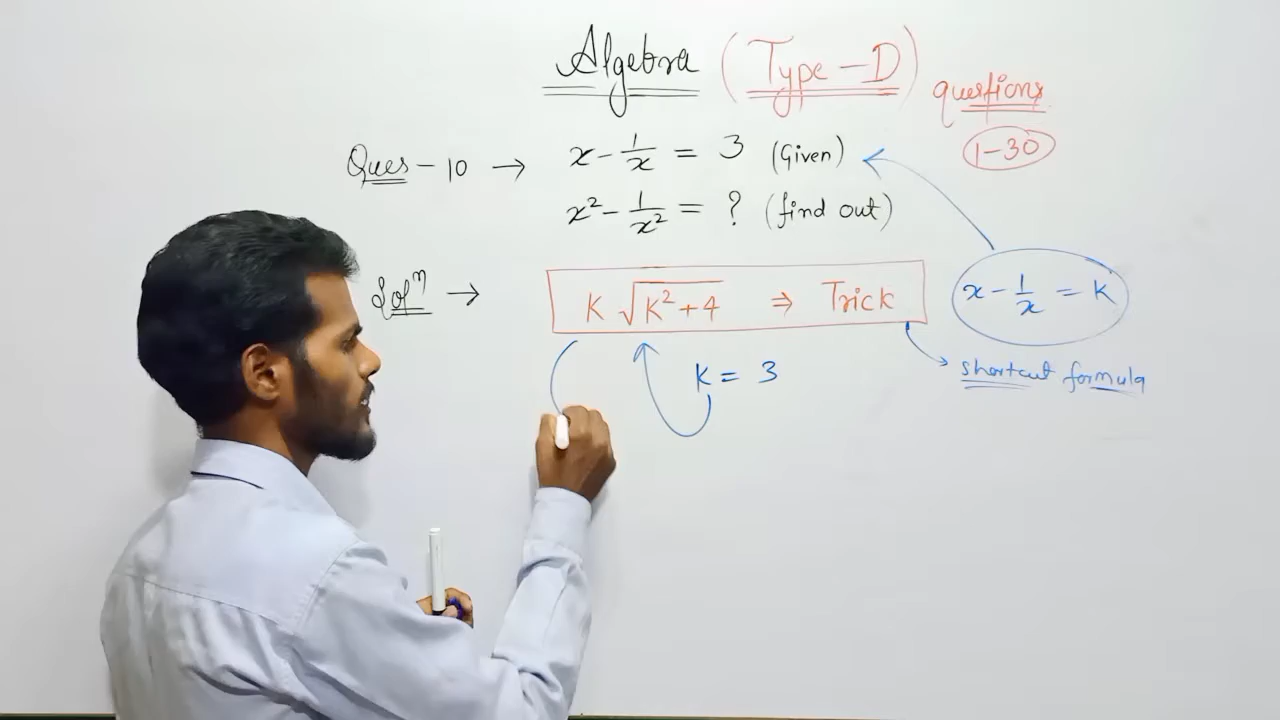 Algebra (Type-D) questions
1-30
Ques-10 → x - 1/x = 3 (Given)
x² - 1/x² = ? (find out)
Solⁿ → K √(K²+4) ⇒ Trick
x - 1/x = K
shortcut formula
K = 3